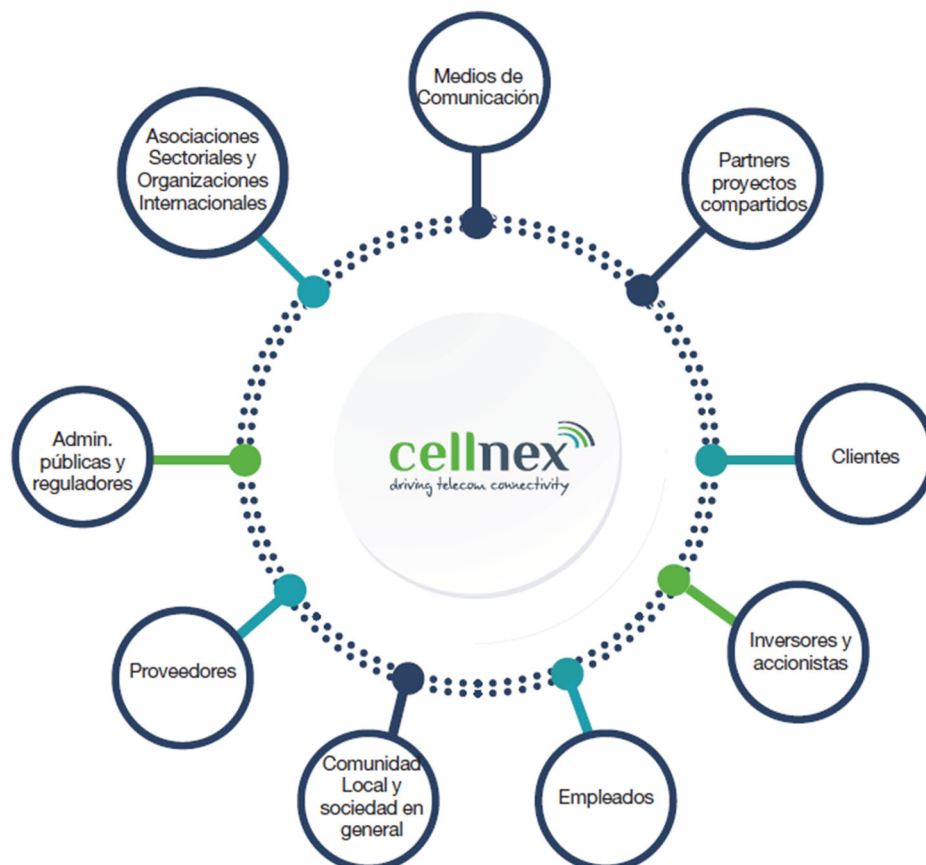 Medios de
Comunicación
Partners
proyectos
compartidos
Clientes
Inversores y
accionistas
Empleados
Comunidad
Local y
sociedad en
general
Proveedores
Admin.
públicas y
reguladores
Asociaciones
Sectoriales y
Organizaciones
Internacionales
cellnex
driving telecom connectivity